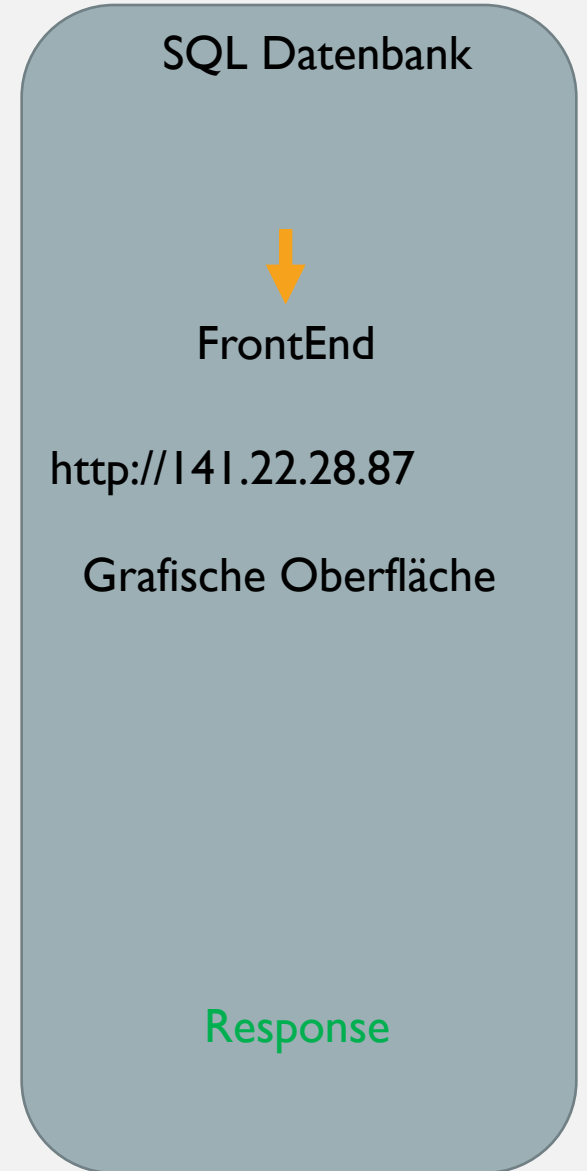 SQL Datenbank
FrontEnd
http://141.22.28.87
Grafische Oberfläche
Response